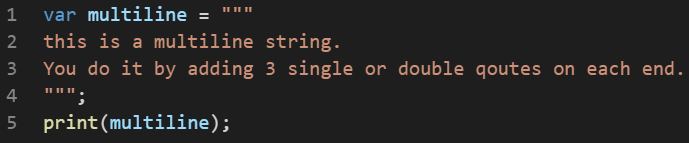 1 var multiline = """
2 this is a multiline string.
3 You do it by adding 3 single or double qoutes on each end.
4 """;
5 print(multiline);